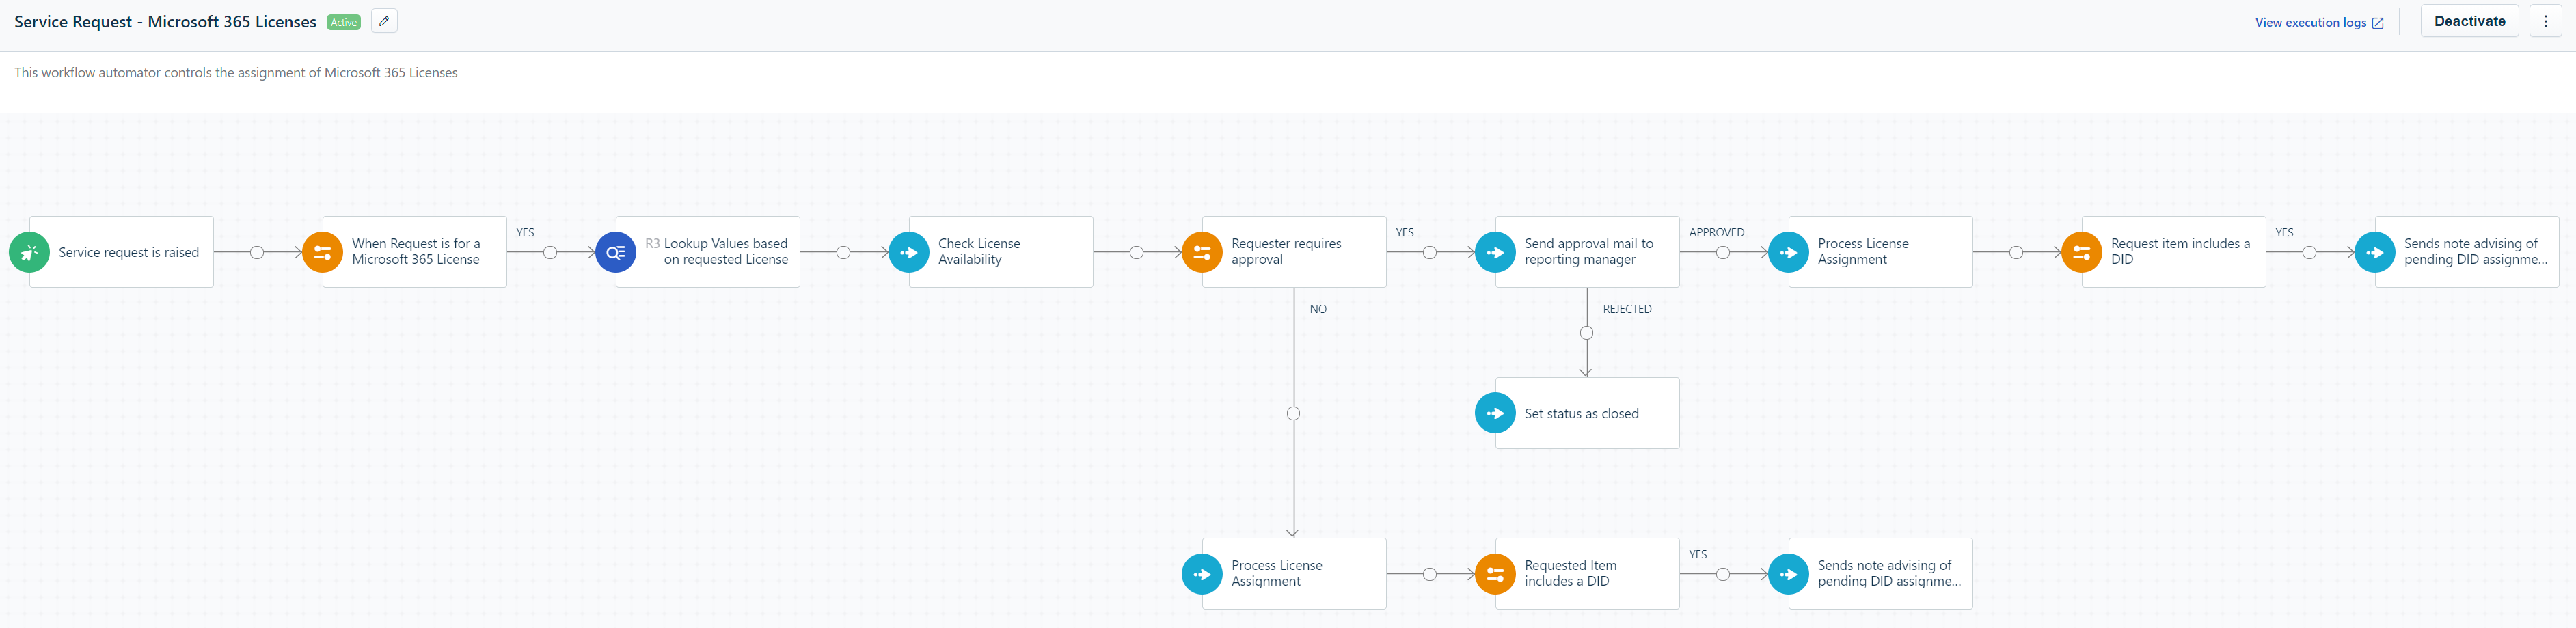 Service Request - Microsoft 365 Licenses Active
View execution logs
Deactivate
This workflow automator controls the assignment of Microsoft 365 Licenses
Service request is raised
When Request is for a
Microsoft 365 License
YES
R3 Lookup Values based
on requested License
Check License
Availability
Requester requires
approval
YES
Send approval mail to
reporting manager
APPROVED
Process License
Assignment
Request item includes a
DID
YES
Sends note advising of
pending DID assignme...
NO
REJECTED
Set status as closed
Process License
Assignment
Requested Item
includes a DID
YES
Sends note advising of
pending DID assignme...